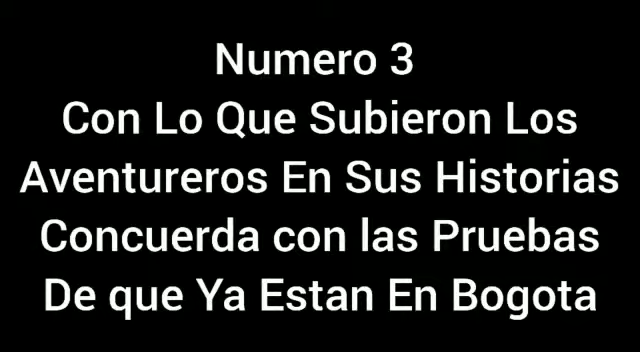 Numero 3
Con Lo Que Subieron Los
Aventureros En Sus Historias
Concuerda con las Pruebas
De que Ya Estan En Bogota